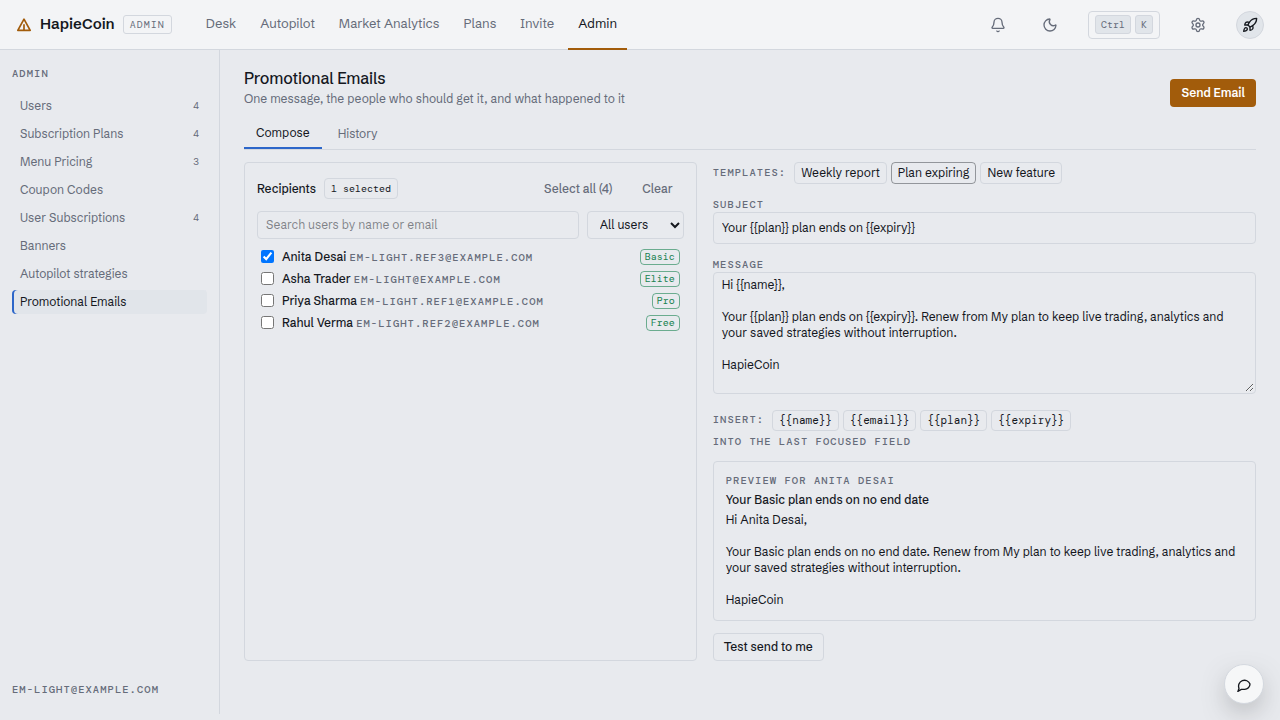 HapieCoin ADMIN Desk Autopilot Market Analytics Plans Invite Admin Ctrl K
ADMIN
Users 4
Subscription Plans 4
Menu Pricing 3
Coupon Codes
User Subscriptions 4
Banners
Autopilot strategies
Promotional Emails
EM-LIGHT@EXAMPLE.COM
Promotional Emails
One message, the people who should get it, and what happened to it
Send Email
Compose History
Recipients 1 selected Select all (4) Clear
Search users by name or email All users
Anita Desai EM-LIGHT.REF3@EXAMPLE.COM Basic
Asha Trader EM-LIGHT@EXAMPLE.COM Elite
Priya Sharma EM-LIGHT.REF1@EXAMPLE.COM Pro
Rahul Verma EM-LIGHT.REF2@EXAMPLE.COM Free
TEMPLATES: Weekly report Plan expiring New feature
SUBJECT
Your {{plan}} plan ends on {{expiry}}
MESSAGE
Hi {{name}},
Your {{plan}} plan ends on {{expiry}}. Renew from My plan to keep live trading, analytics and
your saved strategies without interruption.
HapieCoin
INSERT: {{name}} {{email}} {{plan}} {{expiry}}
INTO THE LAST FOCUSED FIELD
PREVIEW FOR ANITA DESAI
Your Basic plan ends on no end date
Hi Anita Desai,
Your Basic plan ends on no end date. Renew from My plan to keep live trading, analytics and
your saved strategies without interruption.
HapieCoin
Test send to me